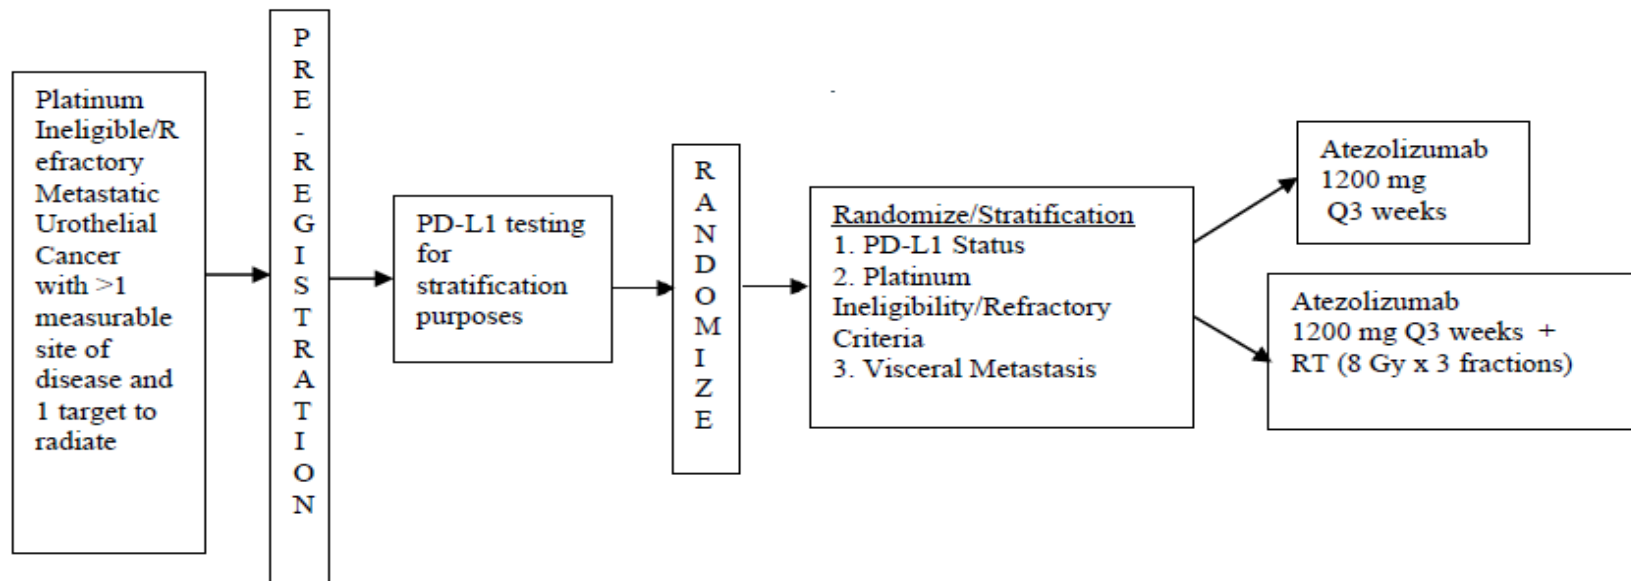 Platinum
Ineligible/R
efractory
Metastatic
Urothelial
Cancer
with >1
measurable
site of
disease and
1 target to
radiate
P
R
E
-
R
E
G
I
S
T
R
A
T
I
O
N
PD-L1 testing
for
stratification
purposes
R
A
N
D
O
M
I
Z
E
Randomize/Stratification
1. PD-L1 Status
2. Platinum
Ineligibility/Refractory
Criteria
3. Visceral Metastasis
Atezolizumab
1200 mg
Q3 weeks
Atezolizumab
1200 mg Q3 weeks +
RT (8 Gy x 3 fractions)